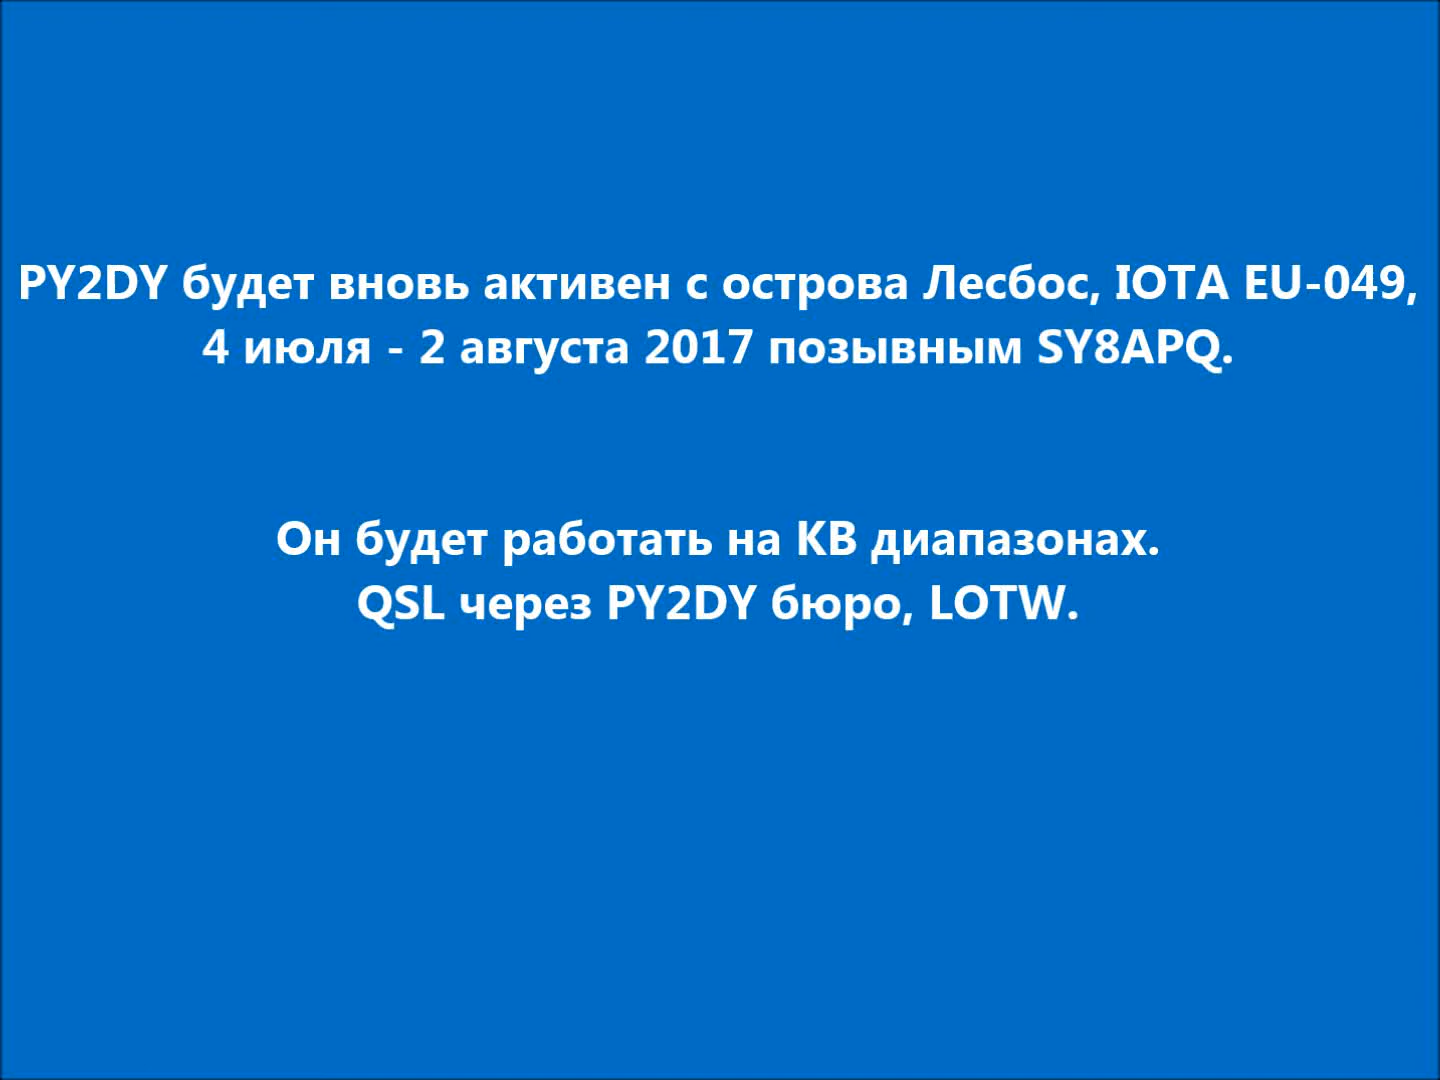 PY2DY будет вновь активен с острова Лесбос, IOTA EU-049,
4 июля - 2 августа 2017 позывным SY8APQ.
Он будет работать на КВ диапазонах.
QSL через PY2DY бюро, LOTW.